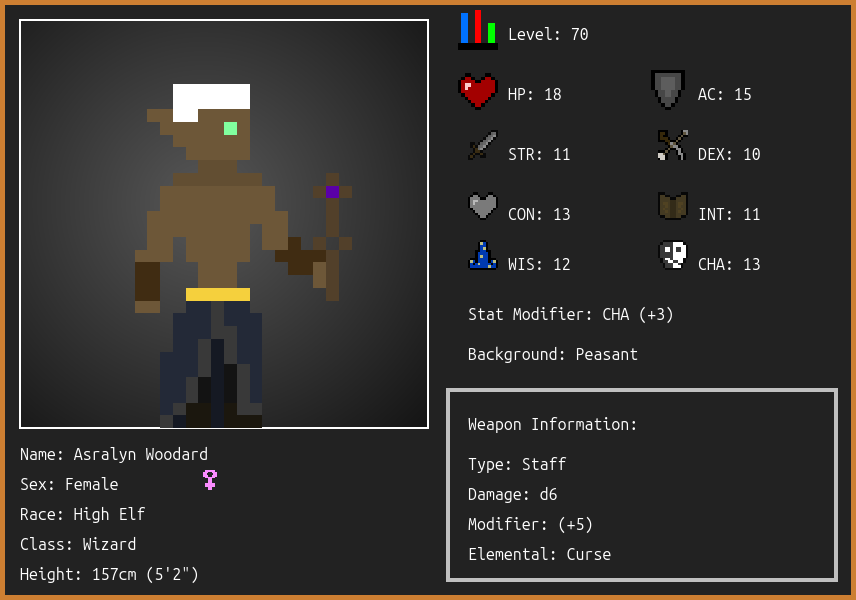 Level: 70
HP: 18
AC: 15
STR: 11
DEX: 10
CON: 13
INT: 11
WIS: 12
CHA: 13
Stat Modifier: CHA (+3)
Background: Peasant
Weapon Information:
Type: Staff
Damage: d6
Modifier: (+5)
Elemental: Curse
Name: Asralyn Woodard
Sex: Female
Race: High Elf
Class: Wizard
Height: 157cm (5'2")